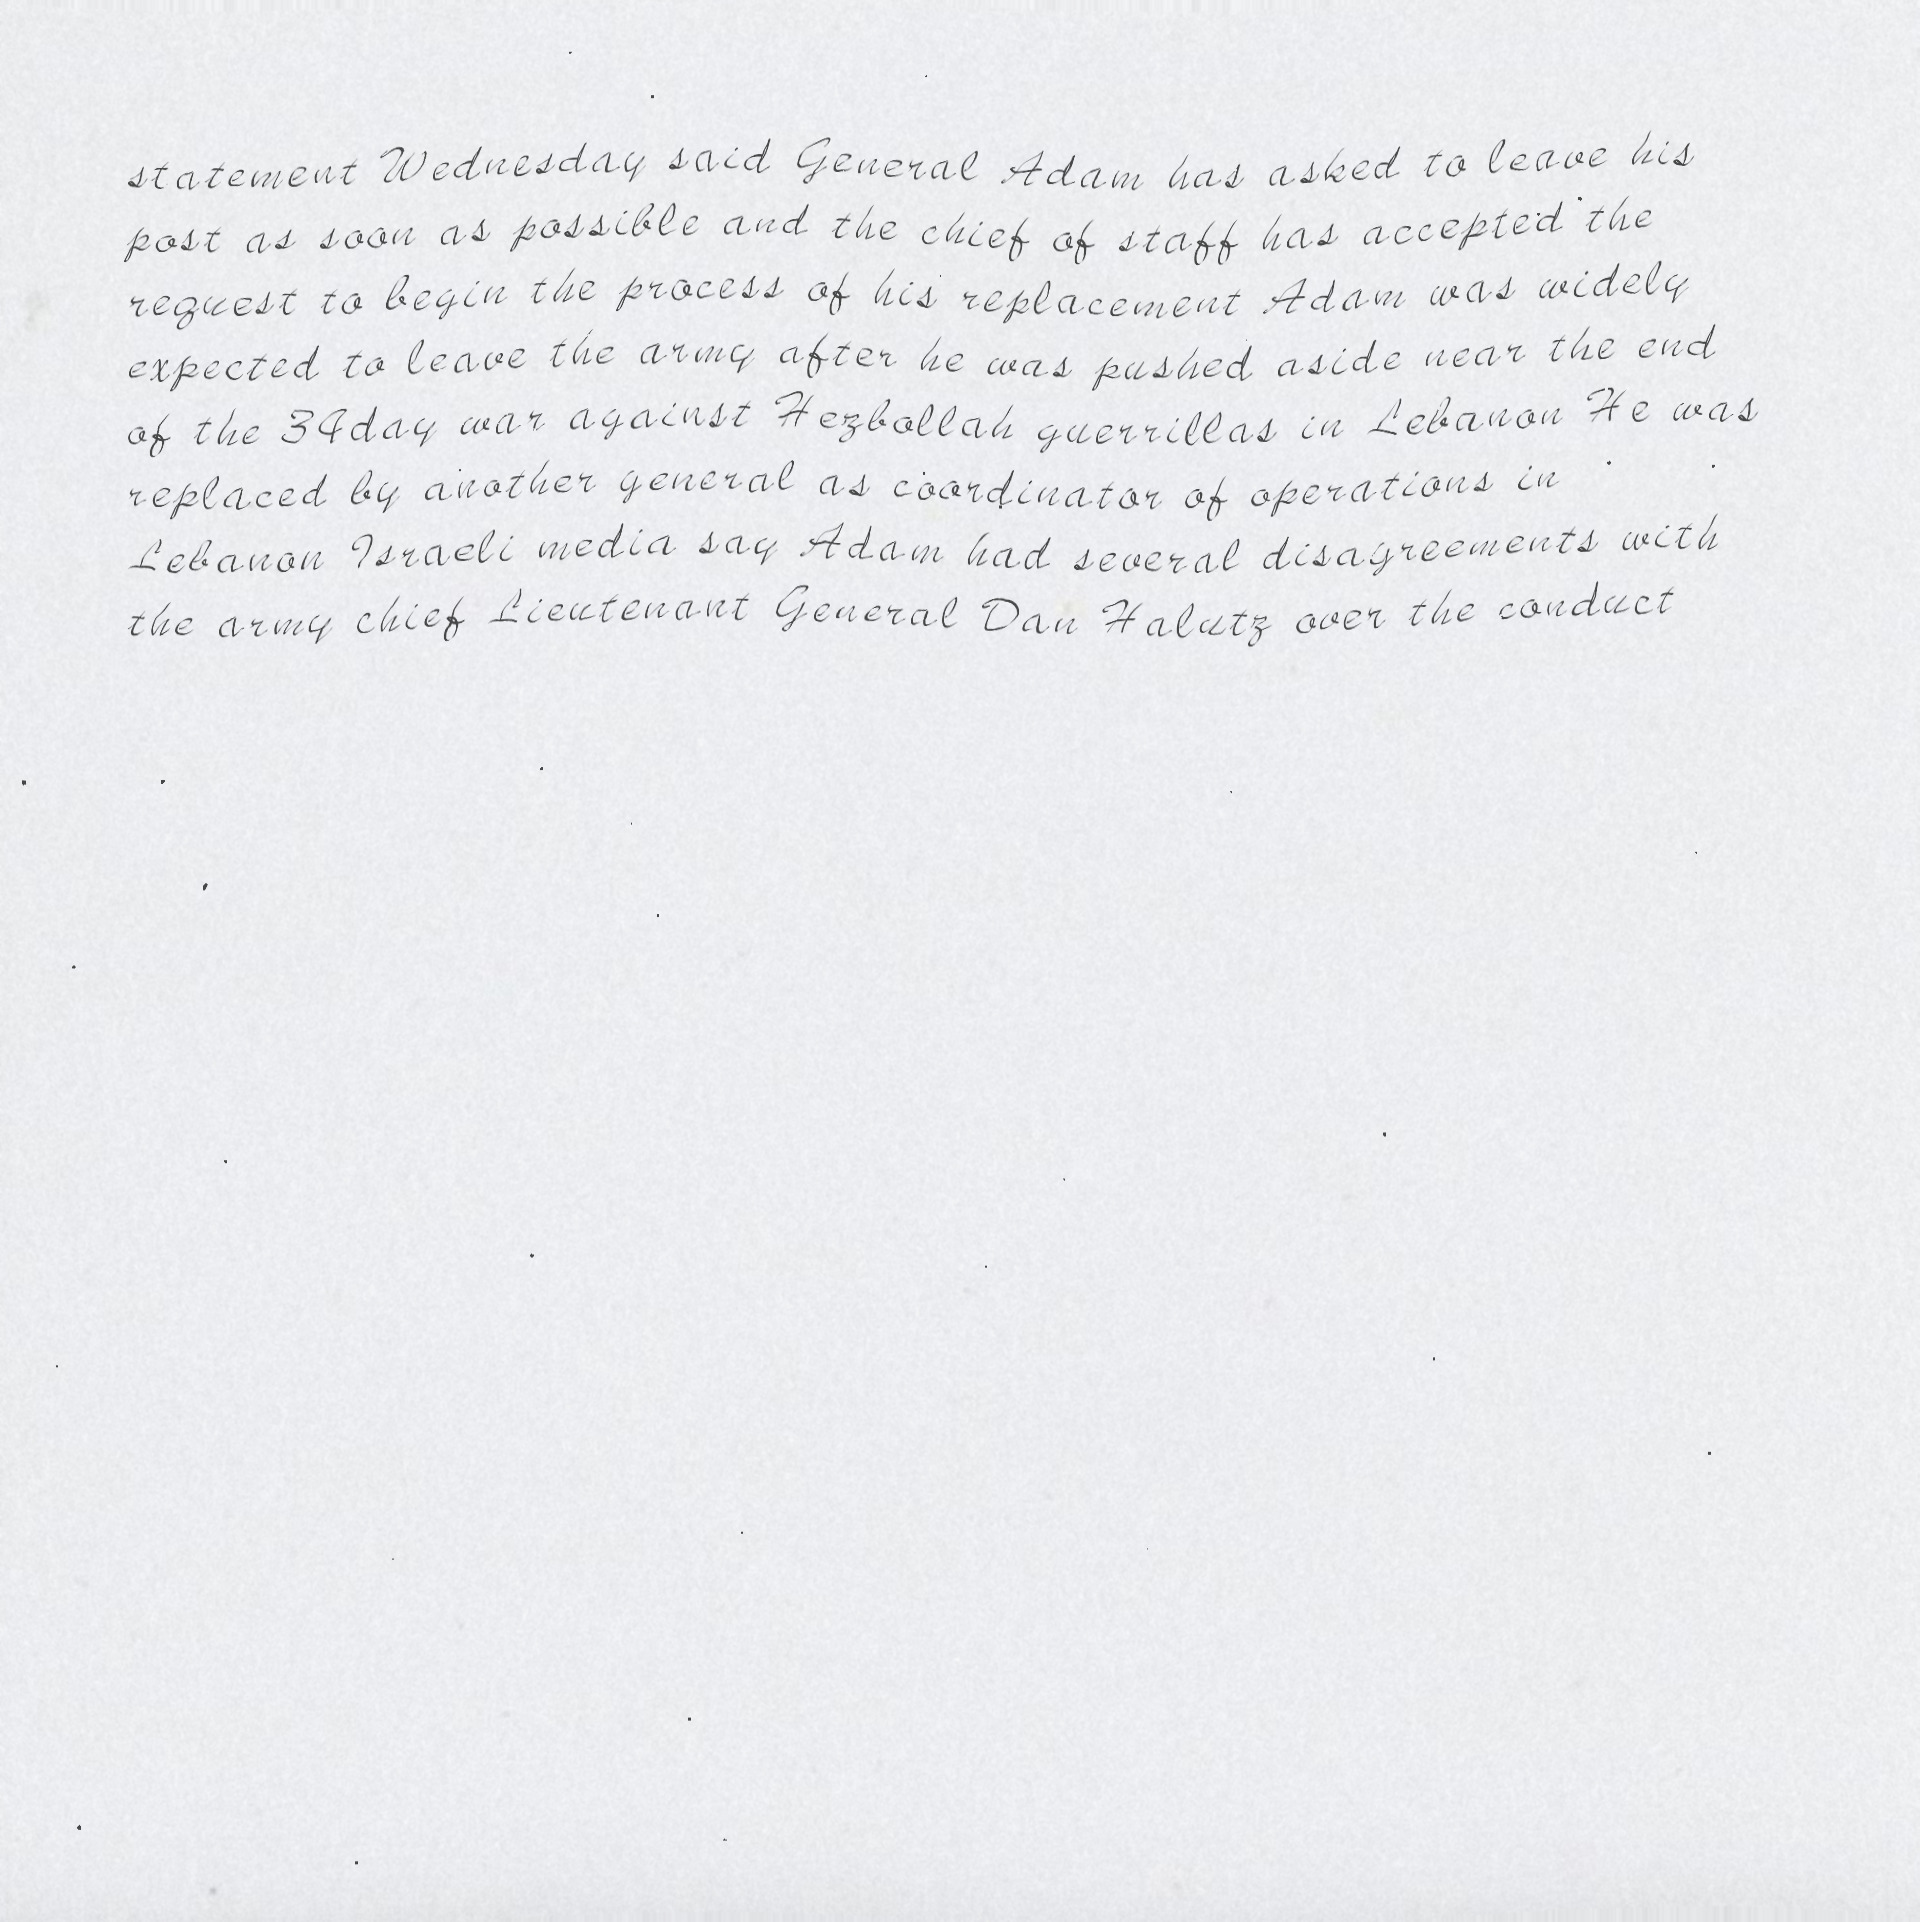 statement Wednesday said General Adam has asked to leave his
post as soon as possible and the chief of staff has accepted the
request to begin the process of his replacement Adam was widely
expected to leave the army after he was pushed aside near the end
of the 34day war against Hezbollah guerrillas in Lebanon He was
replaced by another general as coordinator of operations in
Lebanon Israeli media say Adam had several disagreements with
the army chief Lieutenant General Dan Halutz over the conduct